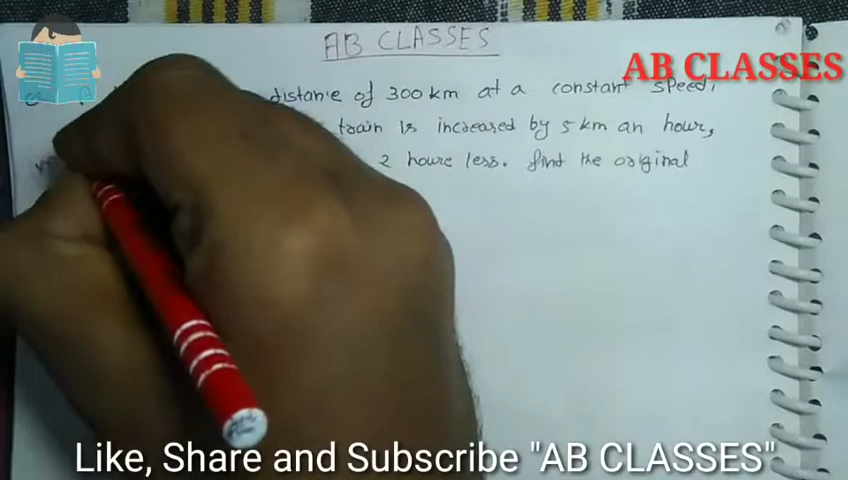 AB CLASSES
AB CLASSES
distance of 300 km at a constant speed,
train is increased by 5 km an hour,
2 houre less. find the original
Like, Share and Subscribe "AB CLASSES"